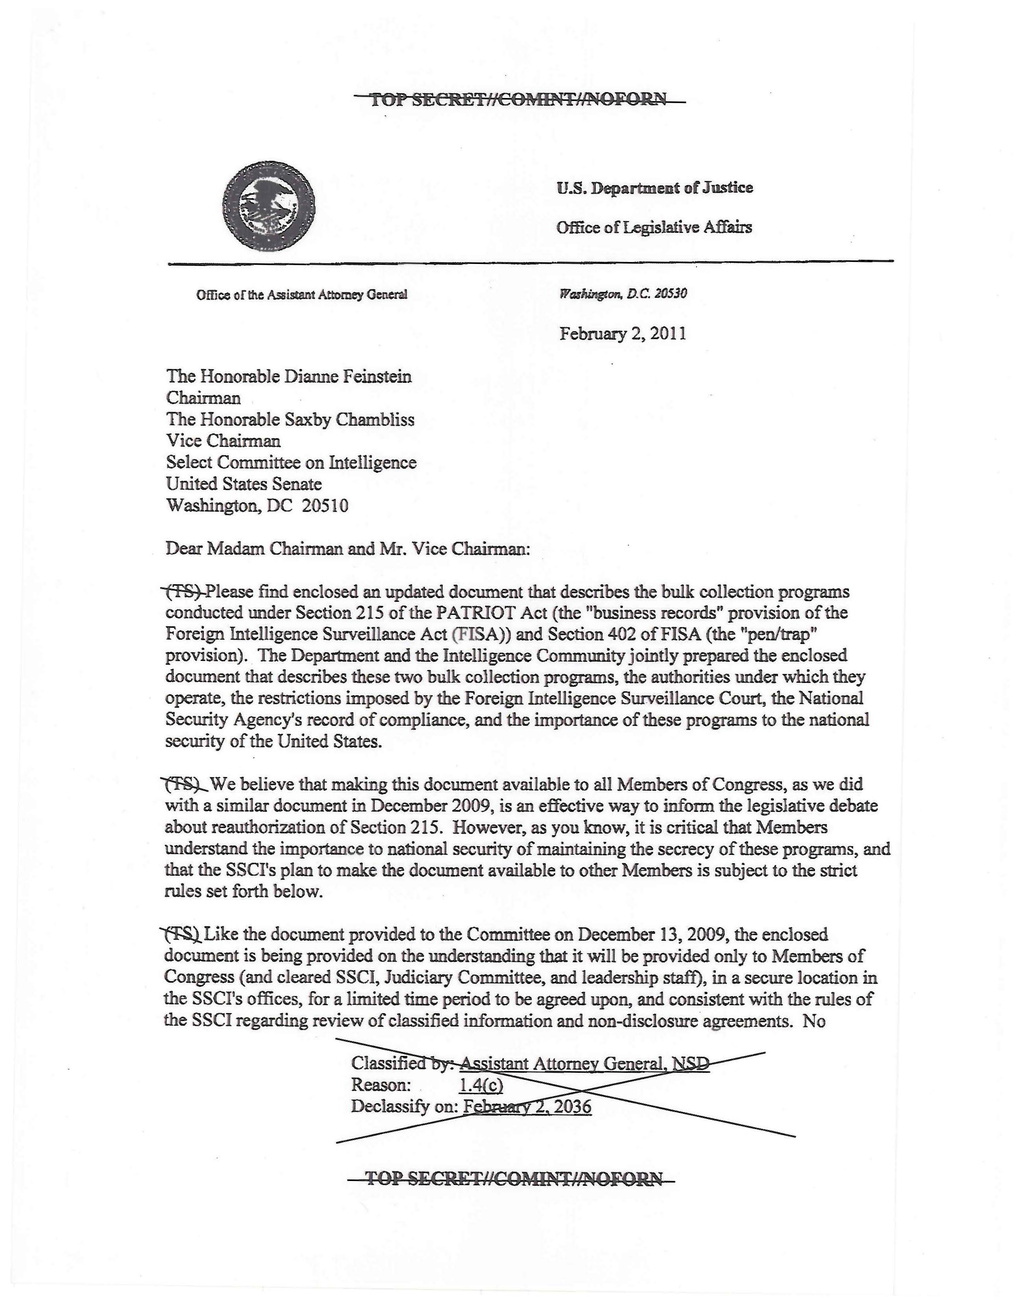 TOP SECRET//COMINT//NOFORN
U.S. Department of Justice
Office of Legislative Affairs
Office of the Assistant Attorney General
Washington, D.C. 20530
February 2, 2011
The Honorable Dianne Feinstein
Chairman
The Honorable Saxby Chambliss
Vice Chairman
Select Committee on Intelligence
United States Senate
Washington, DC 20510
Dear Madam Chairman and Mr. Vice Chairman:
(TS) Please find enclosed an updated document that describes the bulk collection programs
conducted under Section 215 of the PATRIOT Act (the "business records" provision of the
Foreign Intelligence Surveillance Act (FISA)) and Section 402 of FISA (the "pen/trap"
provision). The Department and the Intelligence Community jointly prepared the enclosed
document that describes these two bulk collection programs, the authorities under which they
operate, the restrictions imposed by the Foreign Intelligence Surveillance Court, the National
Security Agency's record of compliance, and the importance of these programs to the national
security of the United States.
(TS) We believe that making this document available to all Members of Congress, as we did
with a similar document in December 2009, is an effective way to inform the legislative debate
about reauthorization of Section 215. However, as you know, it is critical that Members
understand the importance to national security of maintaining the secrecy of these programs, and
that the SSCI's plan to make the document available to other Members is subject to the strict
rules set forth below.
(TS) Like the document provided to the Committee on December 13, 2009, the enclosed
document is being provided on the understanding that it will be provided only to Members of
Congress (and cleared SSCI, Judiciary Committee, and leadership staff), in a secure location in
the SSCI's offices, for a limited time period to be agreed upon, and consistent with the rules of
the SSCI regarding review of classified information and non-disclosure agreements. No
Classified by: Assistant Attorney General, NSD
Reason: 1.4(c)
Declassify on: February 2, 2036
TOP SECRET//COMINT//NOFORN